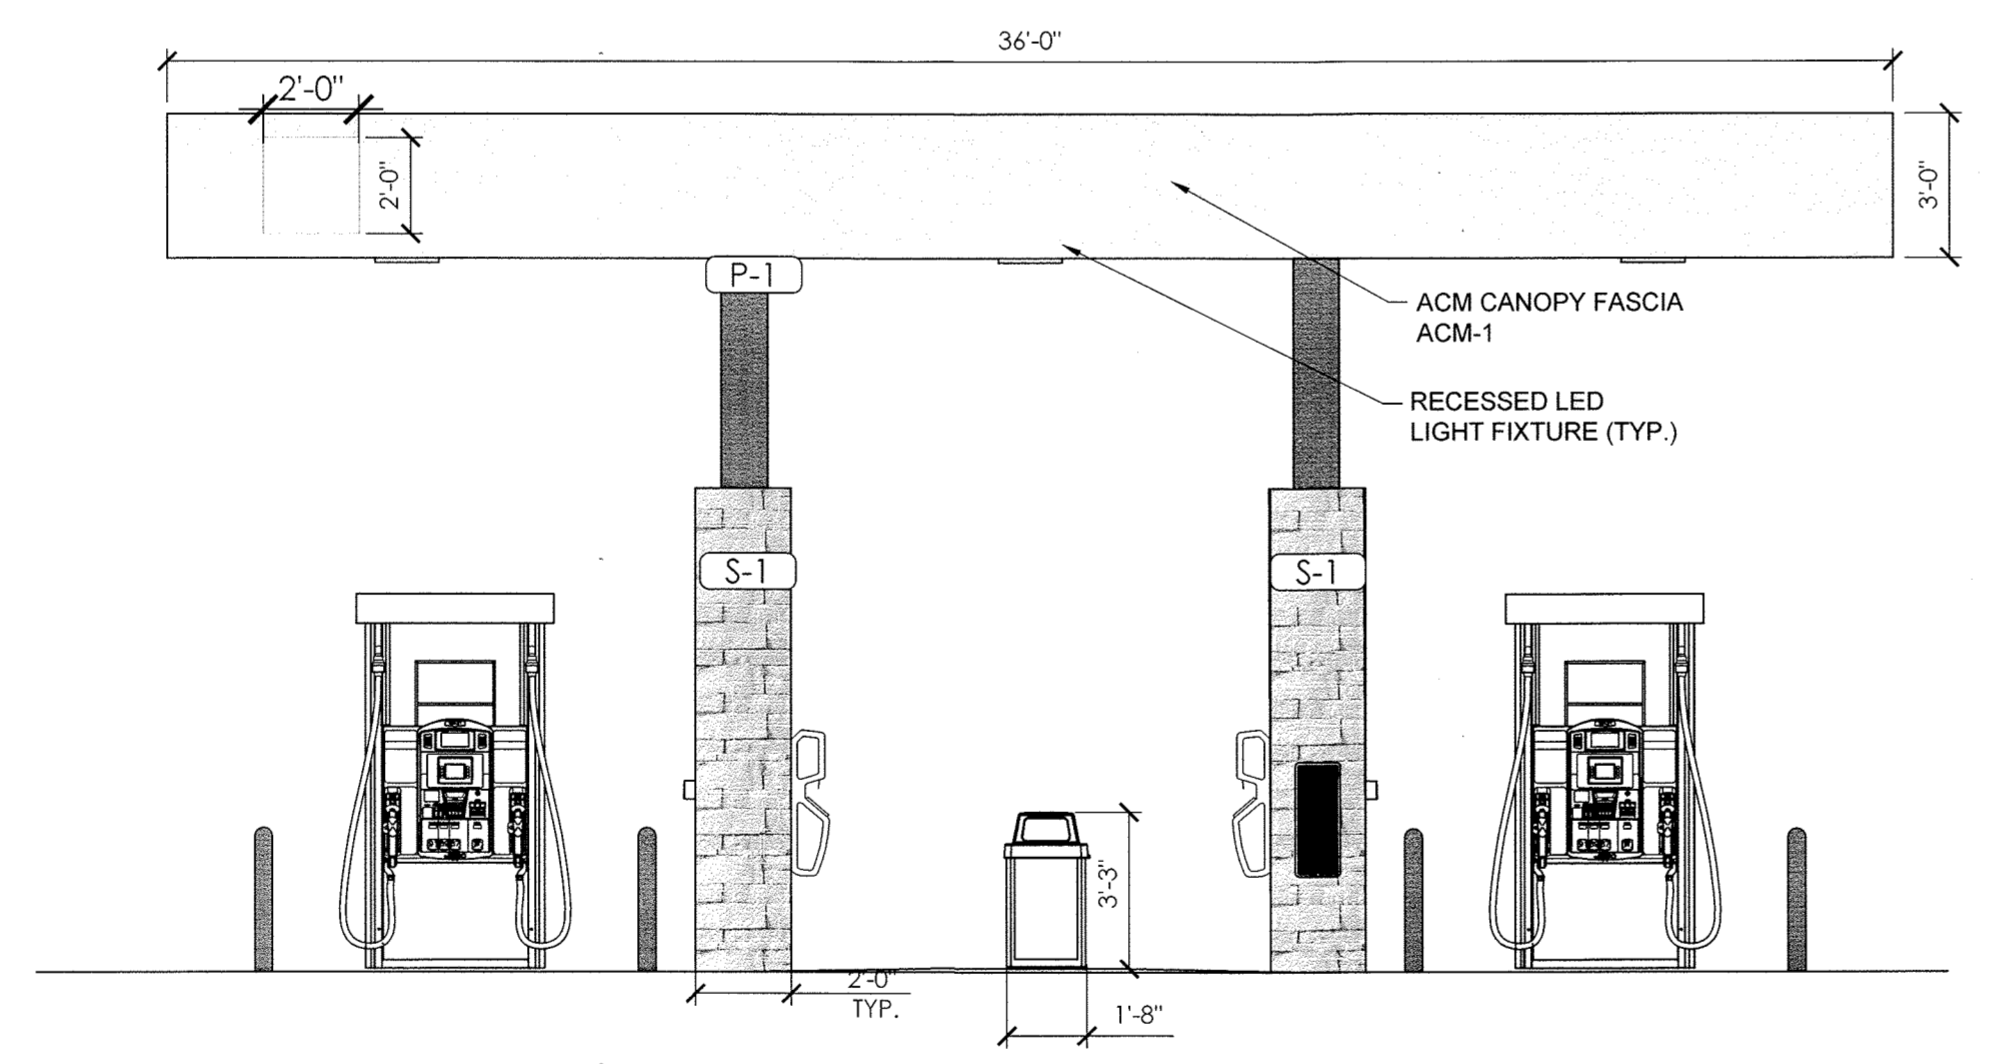 36'-0"
2'-0"
2'-0"
3'-0"
P-1
ACM CANOPY FASCIA
ACM-1
RECESSED LED
LIGHT FIXTURE (TYP.)
S-1
S-1
3'-3"
2'-0"
TYP.
1'-8"